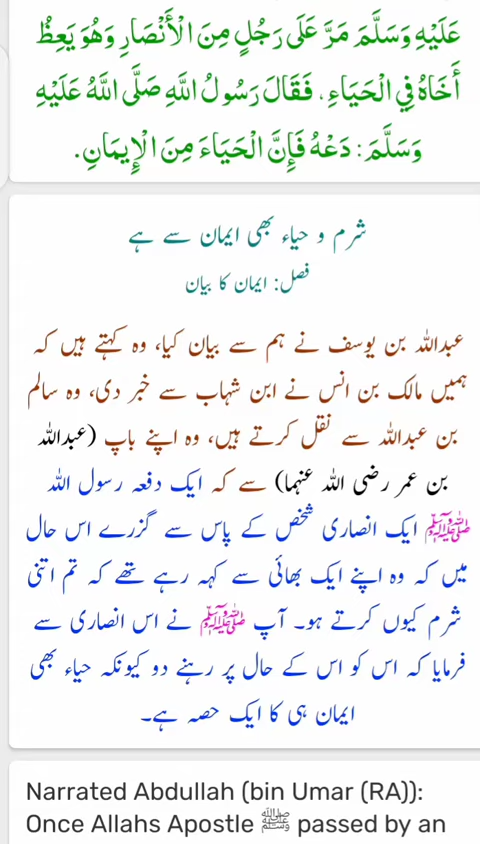 عَلَيْهِ وَسَلَّمَ مَرَّ عَلَى رَجُلٍ مِنَ الْأَنْصَارِ وَهُوَ يَعِظُ
أَخَاهُ فِي الْحَيَاءِ، فَقَالَ رَسُولُ اللَّهِ صَلَّى اللَّهُ عَلَيْهِ
وَسَلَّمَ: دَعْهُ فَإِنَّ الْحَيَاءَ مِنَ الْإِيمَانِ.
شرم و حیاء بھی ایمان سے ہے
فصل: ایمان کا بیان
عبداللہ بن یوسف نے ہم سے بیان کیا، وہ کہتے ہیں کہ
ہمیں مالک بن انس نے ابن شہاب سے خبر دی، وہ سالم
بن عبداللہ سے نقل کرتے ہیں، وہ اپنے باپ (عبداللہ
بن عمر رضی اللہ عنہما) سے کہ ایک دفعہ رسول اللہ
ﷺ ایک انصاری شخص کے پاس سے گزرے اس حال
میں کہ وہ اپنے ایک بھائی سے کہہ رہے تھے کہ تم اتنی
شرم کیوں کرتے ہو۔ آپ ﷺ نے اس انصاری سے
فرمایا کہ اس کو اس کے حال پر رہنے دو کیونکہ حیاء بھی
ایمان ہی کا ایک حصہ ہے۔
Narrated Abdullah (bin Umar (RA)):
Once Allahs Apostle ﷺ passed by an